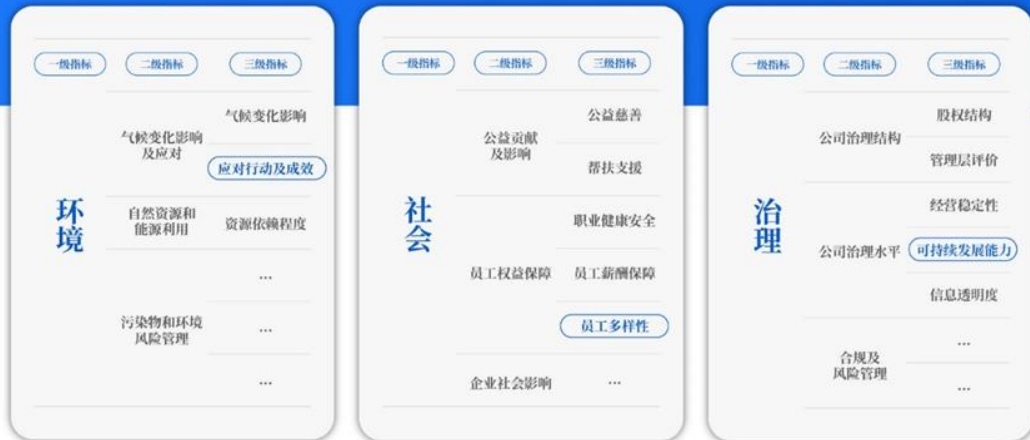 一级指标 二级指标 三级指标
环境
气候变化影响
及应对
气候变化影响
应对行动及成效
自然资源和
能源利用
资源依赖程度
污染物和环境
风险管理
...
...
...
一级指标 二级指标 三级指标
社会
公益贡献
及影响
公益慈善
帮扶支援
员工权益保障
职业健康安全
员工薪酬保障
员工多样性
企业社会影响
...
一级指标 二级指标 三级指标
治理
公司治理结构
股权结构
管理层评价
公司治理水平
经营稳定性
可持续发展能力
信息透明度
合规及
风险管理
...
...